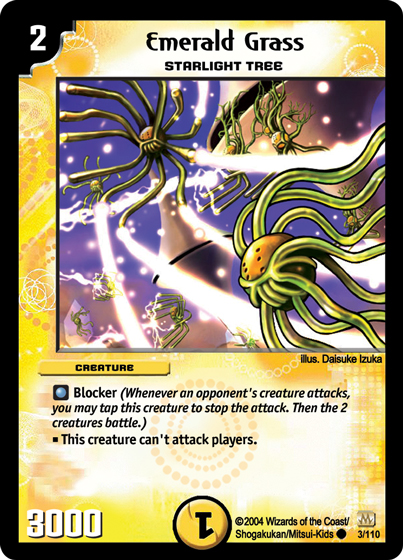 2
Emerald Grass
STARLIGHT TREE
illus. Daisuke Izuka
CREATURE
Blocker (Whenever an opponent's creature attacks,
you may tap this creature to stop the attack. Then the 2
creatures battle.)
▪ This creature can't attack players.
3000
1
©2004 Wizards of the Coast/
Shogakukan/Mitsui-Kids
3/110